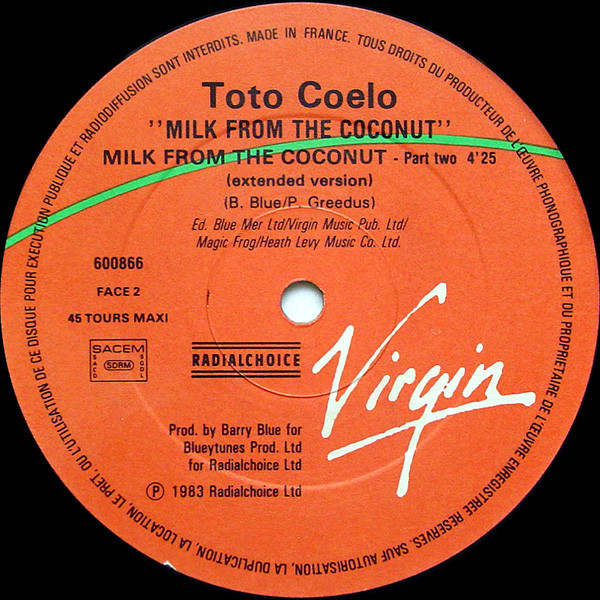 Toto Coelo
"MILK FROM THE COCONUT"
MILK FROM THE COCONUT - Part two 4'25
(extended version)
(B. Blue/P. Greedus)
Ed. Blue Mer Ltd/Virgin Music Pub. Ltd/
Magic Frog/Heath Levy Music Co. Ltd.
600866
FACE 2
45 TOURS MAXI
SACEM
SACD
SDRM
SGDL
RADIALCHOICE
Virgin
Prod. by Barry Blue for
Blueytunes Prod. Ltd
for Radialchoice Ltd
℗ 1983 Radialchoice Ltd
MADE IN FRANCE. TOUS DROITS DU PRODUCTEUR DE L'ŒUVRE PHONOGRAPHIQUE ET DU PROPRIETAIRE DE L'ŒUVRE ENREGISTREE RESERVES. SAUF AUTORISATION, LA DUPLICATION, LA LOCATION, LE PRET, OU L'UTILISATION DE CE DISQUE POUR EXECUTION PUBLIQUE ET RADIODIFFUSION SONT INTERDITS.